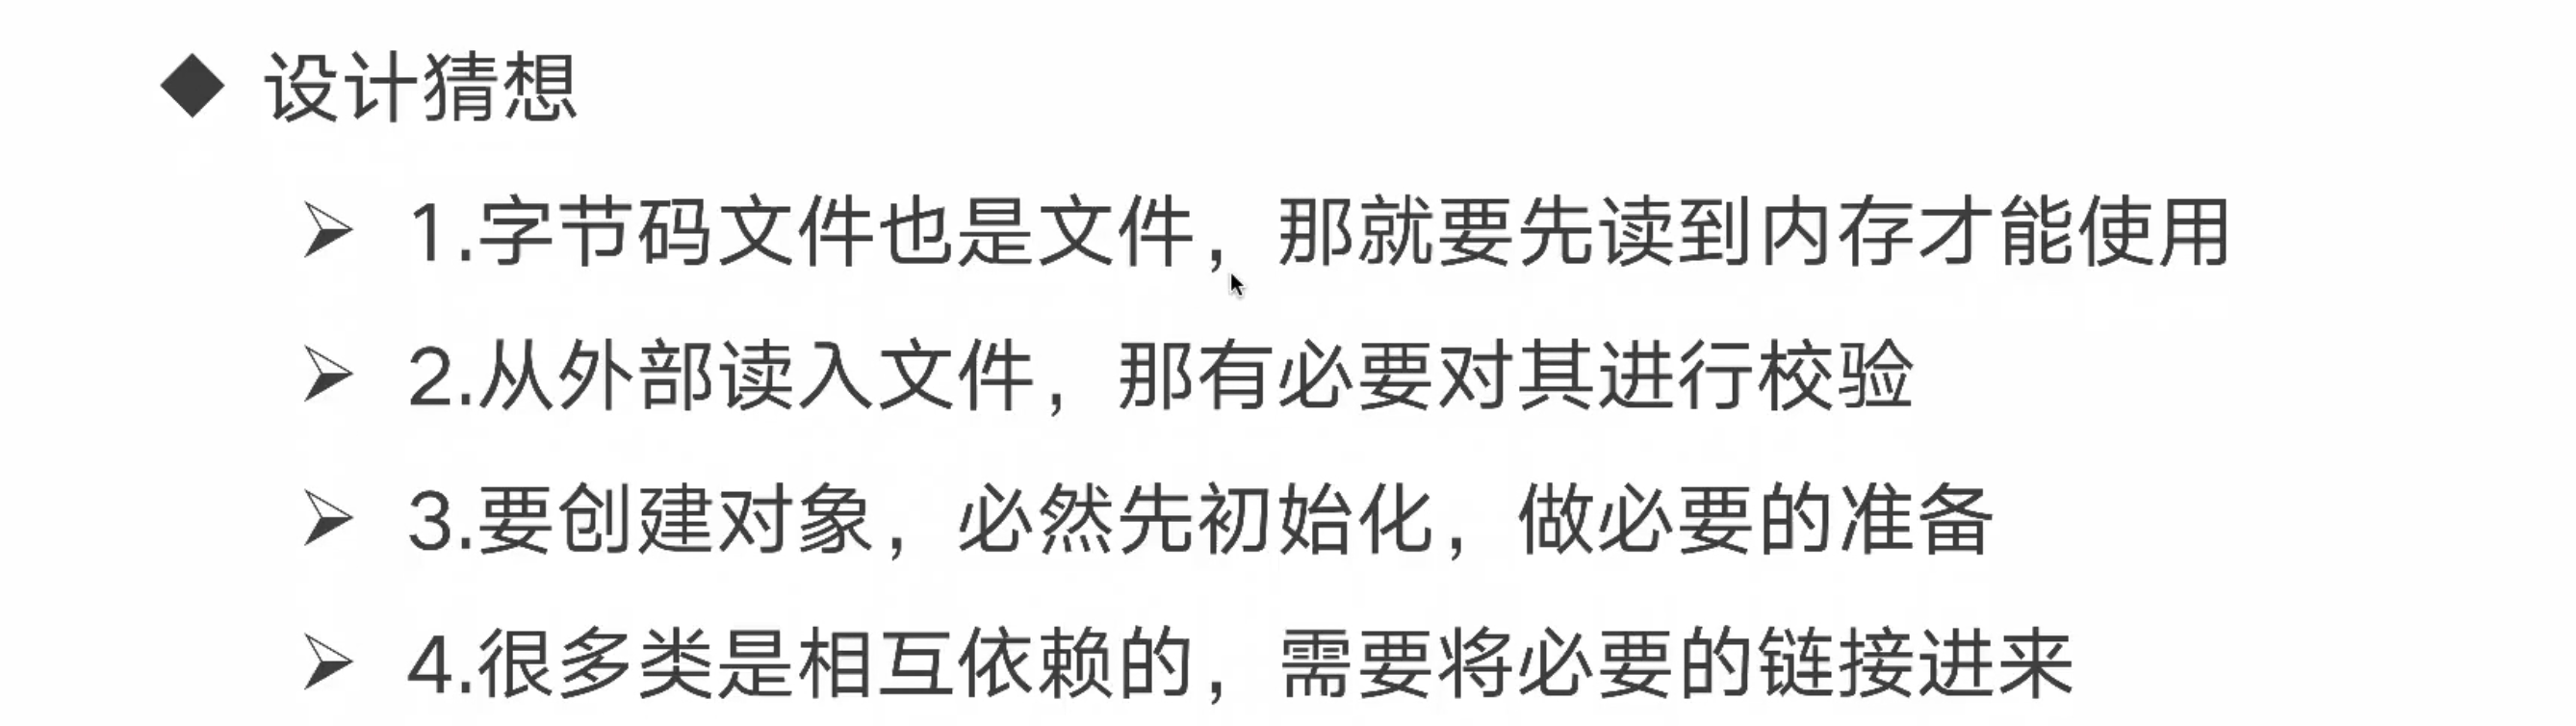 设计猜想
1.字节码文件也是文件，那就要先读到内存才能使用
2.从外部读入文件，那有必要对其进行校验
3.要创建对象，必然先初始化，做必要的准备
4.很多类是相互依赖的，需要将必要的链接进来